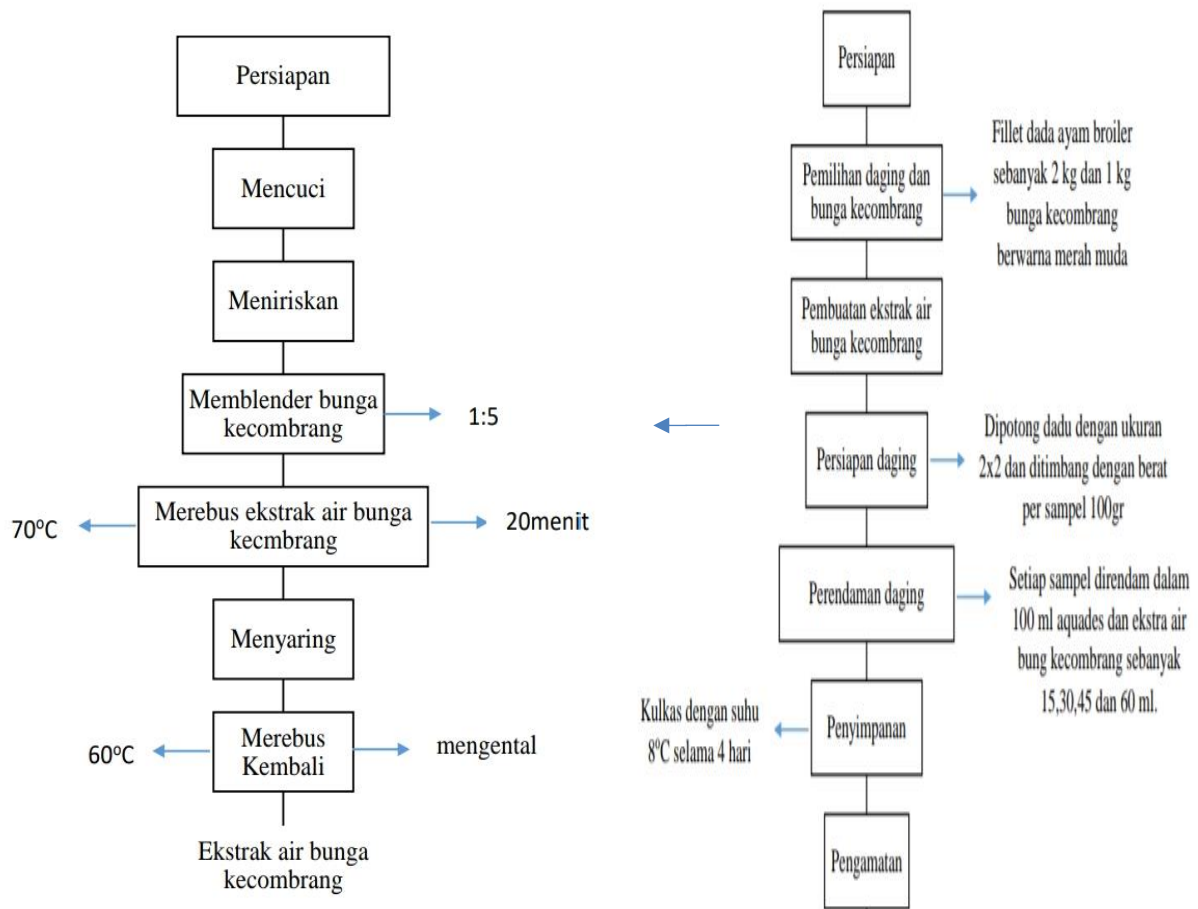 Persiapan
Mencuci
Meniriskan
Memblender bunga
kecombrang
1:5
70°C
Merebus ekstrak air bunga
kecmbrang
20menit
Menyaring
60°C
Merebus
Kembali
mengental
Ekstrak air bunga
kecombrang
Persiapan
Pemilihan daging dan
bunga kecombrang
Fillet dada ayam broiler
sebanyak 2 kg dan 1 kg
bunga kecombrang
berwarna merah muda
Pembuatan ekstrak air
bunga kecombrang
Persiapan daging
Dipotong dadu dengan ukuran
2x2 dan ditimbang dengan berat
per sampel 100gr
Perendaman daging
Setiap sampel direndam dalam
100 ml aquades dan ekstra air
bung kecombrang sebanyak
15,30,45 dan 60 ml.
Kulkas dengan suhu
8°C selama 4 hari
Penyimpanan
Pengamatan